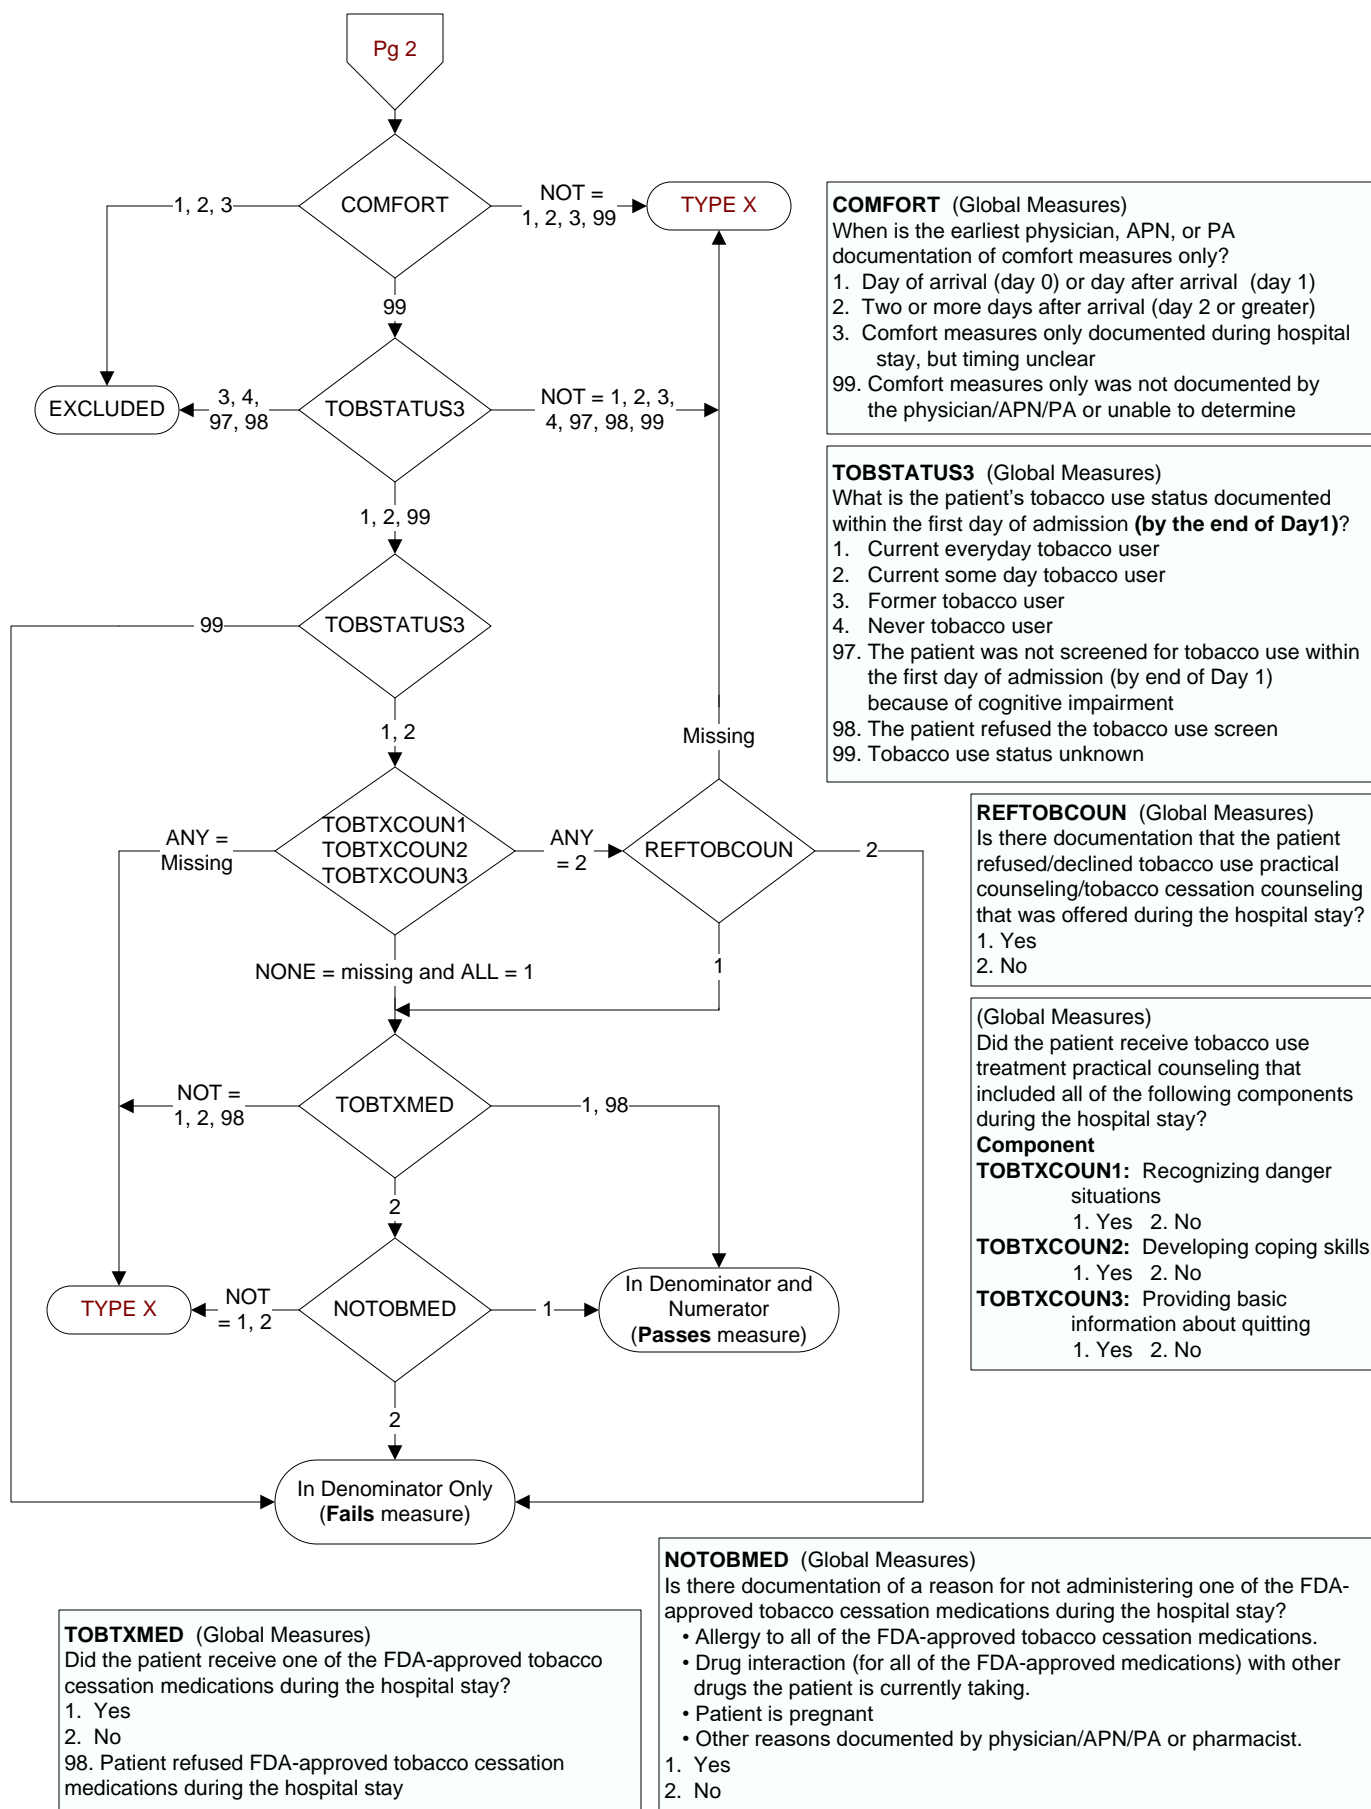 Pg 2
COMFORT
1, 2, 3
NOT =
1, 2, 3, 99
TYPE X
99
EXCLUDED
3, 4,
97, 98
TOBSTATUS3
NOT = 1, 2, 3,
4, 97, 98, 99
1, 2, 99
99
TOBSTATUS3
1, 2
Missing
ANY =
Missing
TOBTXCOUN1
TOBTXCOUN2
TOBTXCOUN3
ANY
= 2
REFTOBCOUN
2
NONE = missing and ALL = 1
1
NOT =
1, 2, 98
TOBTXMED
1, 98
2
TYPE X
NOT
= 1, 2
NOTOBMED
1
In Denominator and
Numerator
(Passes measure)
2
In Denominator Only
(Fails measure)
COMFORT (Global Measures)
When is the earliest physician, APN, or PA
documentation of comfort measures only?
1. Day of arrival (day 0) or day after arrival (day 1)
2. Two or more days after arrival (day 2 or greater)
3. Comfort measures only documented during hospital
stay, but timing unclear
99. Comfort measures only was not documented by
the physician/APN/PA or unable to determine
TOBSTATUS3 (Global Measures)
What is the patient's tobacco use status documented
within the first day of admission (by the end of Day1)?
1. Current everyday tobacco user
2. Current some day tobacco user
3. Former tobacco user
4. Never tobacco user
97. The patient was not screened for tobacco use within
the first day of admission (by end of Day 1)
because of cognitive impairment
98. The patient refused the tobacco use screen
99. Tobacco use status unknown
REFTOBCOUN (Global Measures)
Is there documentation that the patient
refused/declined tobacco use practical
counseling/tobacco cessation counseling
that was offered during the hospital stay?
1. Yes
2. No
(Global Measures)
Did the patient receive tobacco use
treatment practical counseling that
included all of the following components
during the hospital stay?
Component
TOBTXCOUN1: Recognizing danger
situations
1. Yes 2. No
TOBTXCOUN2: Developing coping skills
1. Yes 2. No
TOBTXCOUN3: Providing basic
information about quitting
1. Yes 2. No
NOTOBMED (Global Measures)
Is there documentation of a reason for not administering one of the FDA-
approved tobacco cessation medications during the hospital stay?
• Allergy to all of the FDA-approved tobacco cessation medications.
• Drug interaction (for all of the FDA-approved medications) with other
drugs the patient is currently taking.
• Patient is pregnant
• Other reasons documented by physician/APN/PA or pharmacist.
1. Yes
2. No
TOBTXMED (Global Measures)
Did the patient receive one of the FDA-approved tobacco
cessation medications during the hospital stay?
1. Yes
2. No
98. Patient refused FDA-approved tobacco cessation
medications during the hospital stay